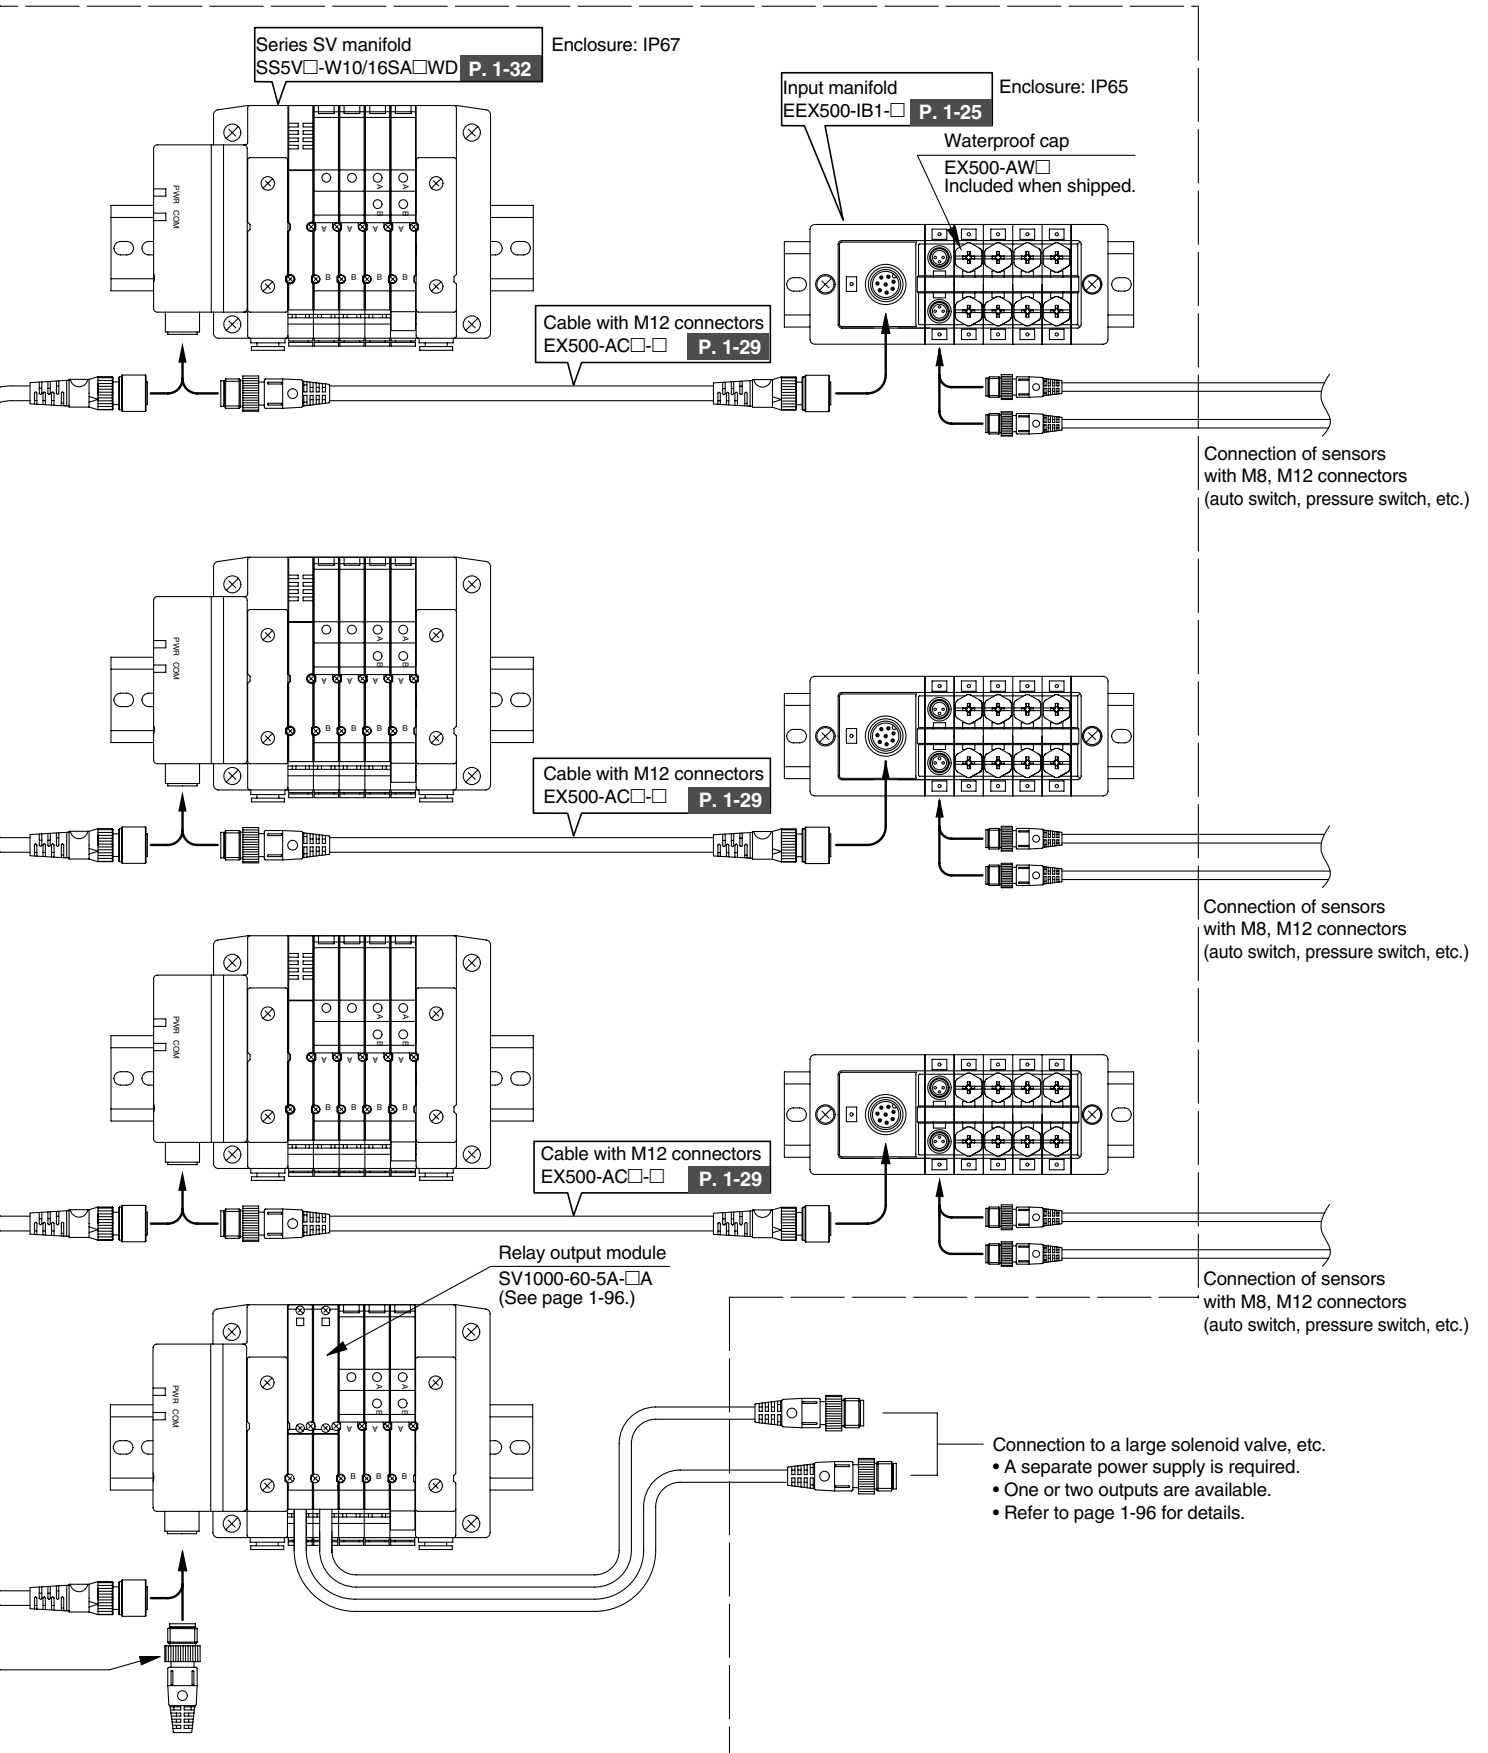 Series SV manifold
SS5V□-W10/16SA□WD P. 1-32
Enclosure: IP67
Input manifold
EEX500-IB1-□ P. 1-25
Enclosure: IP65
Waterproof cap
EX500-AW□
Included when shipped.
PWR COM
A A
B B
A A A A
B B B B
Cable with M12 connectors
EX500-AC□-□ P. 1-29
Connection of sensors
with M8, M12 connectors
(auto switch, pressure switch, etc.)
PWR COM
A A
B B
A A A A
B B B B
Cable with M12 connectors
EX500-AC□-□ P. 1-29
Connection of sensors
with M8, M12 connectors
(auto switch, pressure switch, etc.)
PWR COM
A A
B B
A A A A
B B B B
Cable with M12 connectors
EX500-AC□-□ P. 1-29
Connection of sensors
with M8, M12 connectors
(auto switch, pressure switch, etc.)
Relay output module
SV1000-60-5A-□A
(See page 1-96.)
PWR COM
A A
B B
A A A
B B B
Connection to a large solenoid valve, etc.
• A separate power supply is required.
• One or two outputs are available.
• Refer to page 1-96 for details.